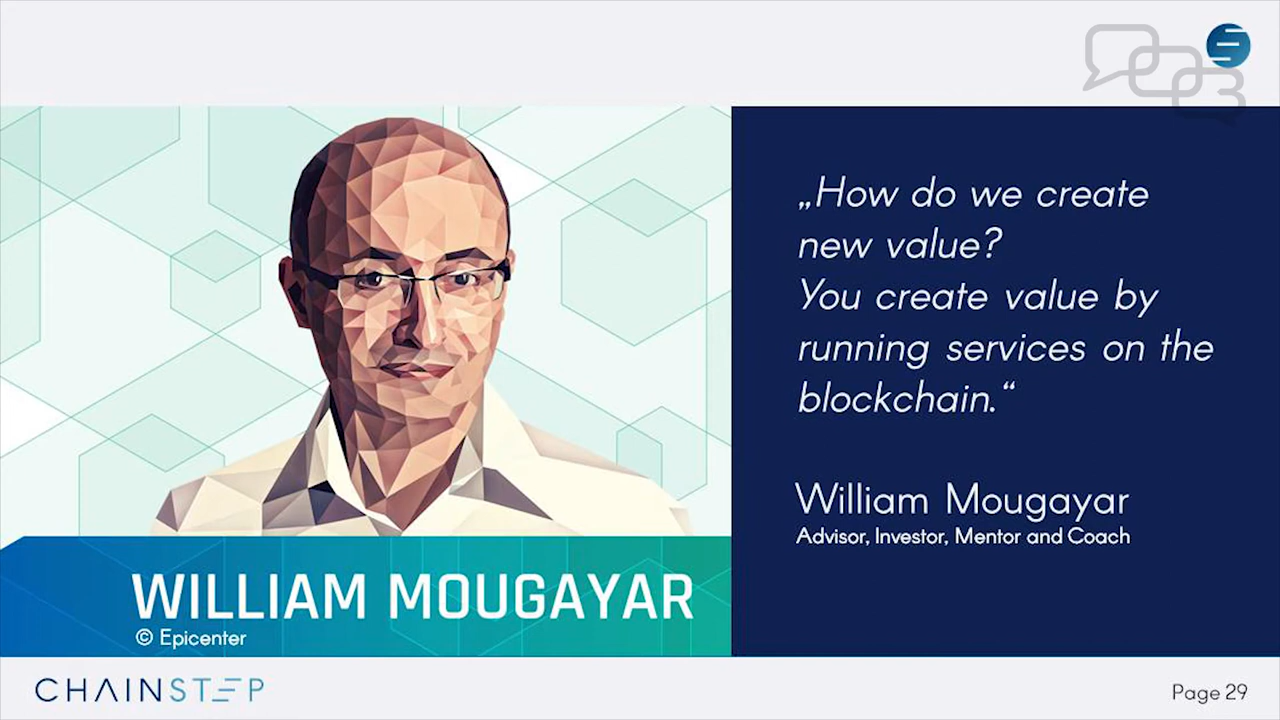 „How do we create
new value?
You create value by
running services on the
blockchain.“
William Mougayar
Advisor, Investor, Mentor and Coach
WILLIAM MOUGAYAR
© Epicenter
CHAINSTEP
Page 29